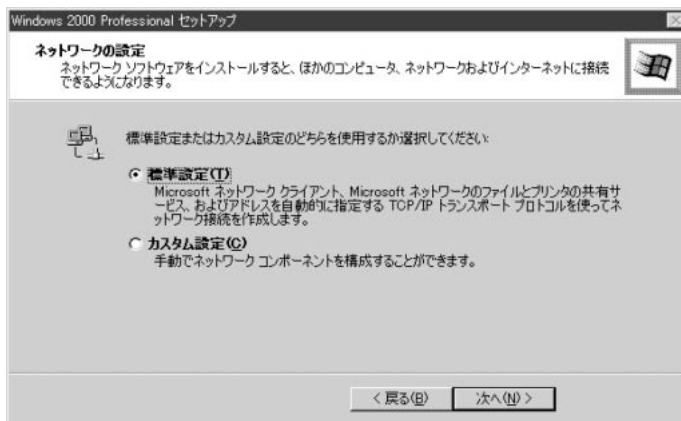 Windows 2000 Professional セットアップ
ネットワークの設定
ネットワーク ソフトウェアをインストールすると、ほかのコンピュータ、ネットワークおよびインターネットに接続
できるようになります。
標準設定またはカスタム設定のどちらを使用するか選択してください:
標準設定(T)
Microsoft ネットワーク クライアント、Microsoft ネットワークのファイルとプリンタの共有サ
ービス、およびアドレスを自動的に指定する TCP/IP トランスポート プロトコルを使ってネ
ットワーク接続を作成します。
カスタム設定(C)
手動でネットワーク コンポーネントを構成することができます。
< 戻る(B) 次へ(N) >